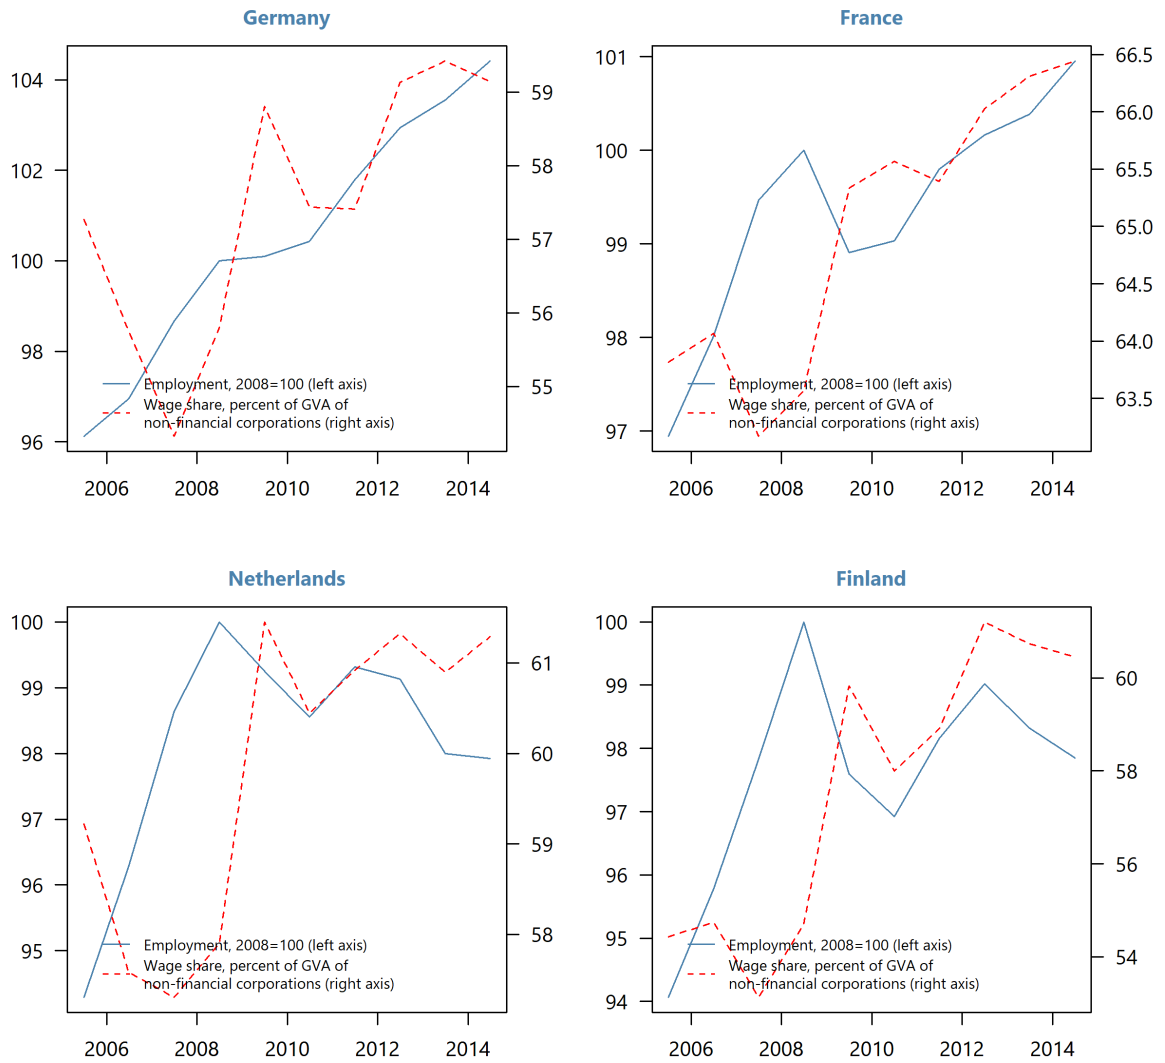 Germany
104
102
100
98
96
59
58
57
56
55
Employment, 2008=100 (left axis)
Wage share, percent of GVA of
non-financial corporations (right axis)
2006 2008 2010 2012 2014
France
101
100
99
98
97
66.5
66.0
65.5
65.0
64.5
64.0
63.5
Employment, 2008=100 (left axis)
Wage share, percent of GVA of
non-financial corporations (right axis)
2006 2008 2010 2012 2014
Netherlands
100
99
98
97
96
95
61
60
59
58
Employment, 2008=100 (left axis)
Wage share, percent of GVA of
non-financial corporations (right axis)
2006 2008 2010 2012 2014
Finland
100
99
98
97
96
95
94
60
58
56
54
Employment, 2008=100 (left axis)
Wage share, percent of GVA of
non-financial corporations (right axis)
2006 2008 2010 2012 2014